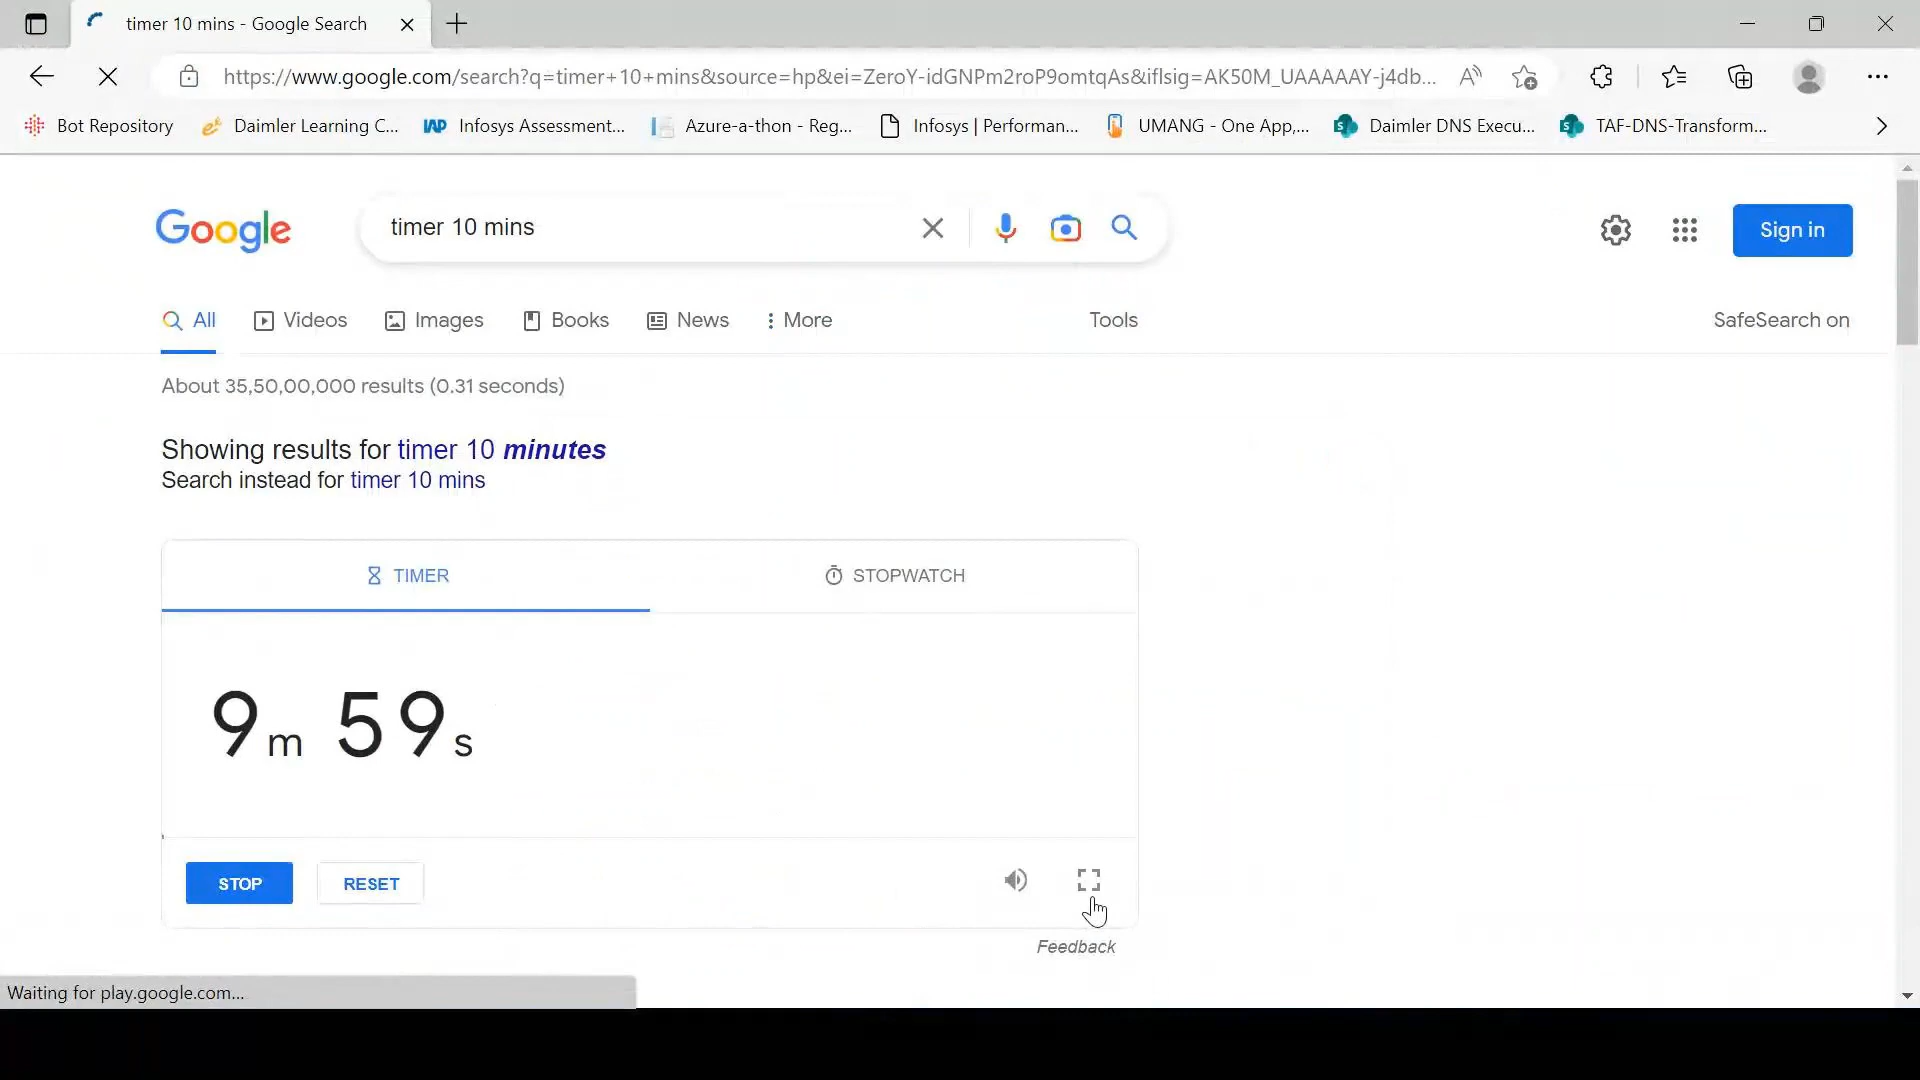 timer 10 mins - Google Search
https://www.google.com/search?q=timer+10+mins&source=hp&ei=ZeroY-idGNPm2roP9omtqAs&iflsig=AK50M_UAAAAAY-j4db...
Bot Repository
Daimler Learning C...
Infosys Assessment...
Azure-a-thon - Reg...
Infosys | Performan...
UMANG - One App,...
Daimler DNS Execu...
TAF-DNS-Transform...
Google
timer 10 mins
Sign in
All
Videos
Images
Books
News
More
Tools
SafeSearch on
About 35,50,00,000 results (0.31 seconds)
Showing results for timer 10 minutes
Search instead for timer 10 mins
TIMER
STOPWATCH
9m 59s
STOP
RESET
Feedback
Waiting for play.google.com...